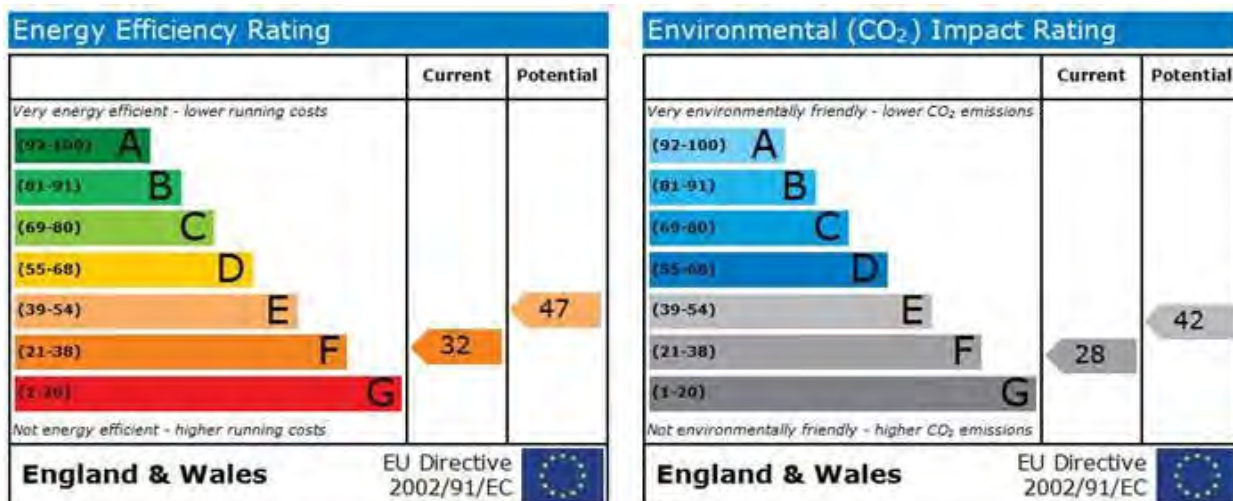 Energy Efficiency Rating
Current Potential
Very energy efficient - lower running costs
(92-100) A
(81-91) B
(69-80) C
(55-68) D
(39-54) E
47
(21-38) F
32
(1-20) G
Not energy efficient - higher running costs
England & Wales
EU Directive
2002/91/EC
Environmental (CO₂) Impact Rating
Current Potential
Very environmentally friendly - lower CO₂ emissions
(92-100) A
(81-91) B
(69-80) C
(55-68) D
(39-54) E
42
(21-38) F
28
(1-20) G
Not environmentally friendly - higher CO₂ emissions
England & Wales
EU Directive
2002/91/EC